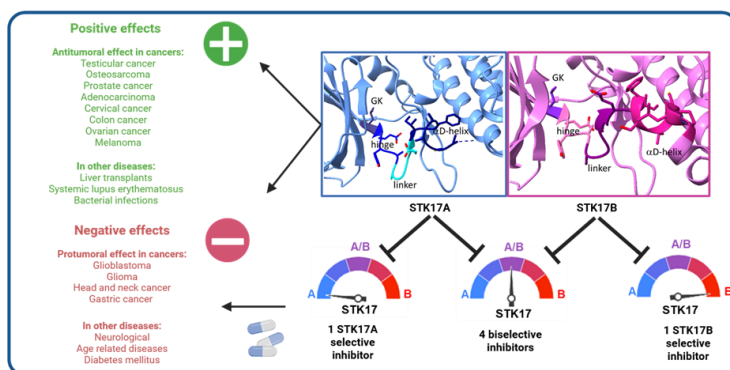 Positive effects
Antitumoral effect in cancers:
Testicular cancer
Osteosarcoma
Prostate cancer
Adenocarcinoma
Cervical cancer
Colon cancer
Ovarian cancer
Melanoma
In other diseases:
Liver transplants
Systemic lupus erythematosus
Bacterial infections
Negative effects
Protumoral effect in cancers:
Glioblastoma
Glioma
Head and neck cancer
Gastric cancer
In other diseases:
Neurological
Age related diseases
Diabetes mellitus
GK
hinge
αD-helix
linker
GK
hinge
linker
αD-helix
STK17A
STK17B
A/B
A
B
STK17
1 STK17A
selective
inhibitor
A/B
A
B
STK17
4 biselective
inhibitors
A/B
A
B
STK17
1 STK17B
selective
inhibitor